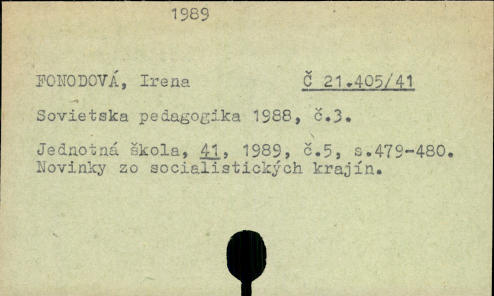 1989
FONODOVÁ, Irena Č 21.405/41
Sovietska pedagogika 1988, č.3.
Jednotná škola, 41, 1989, č.5, s.479-480.
Novinky zo socialistických krajín.